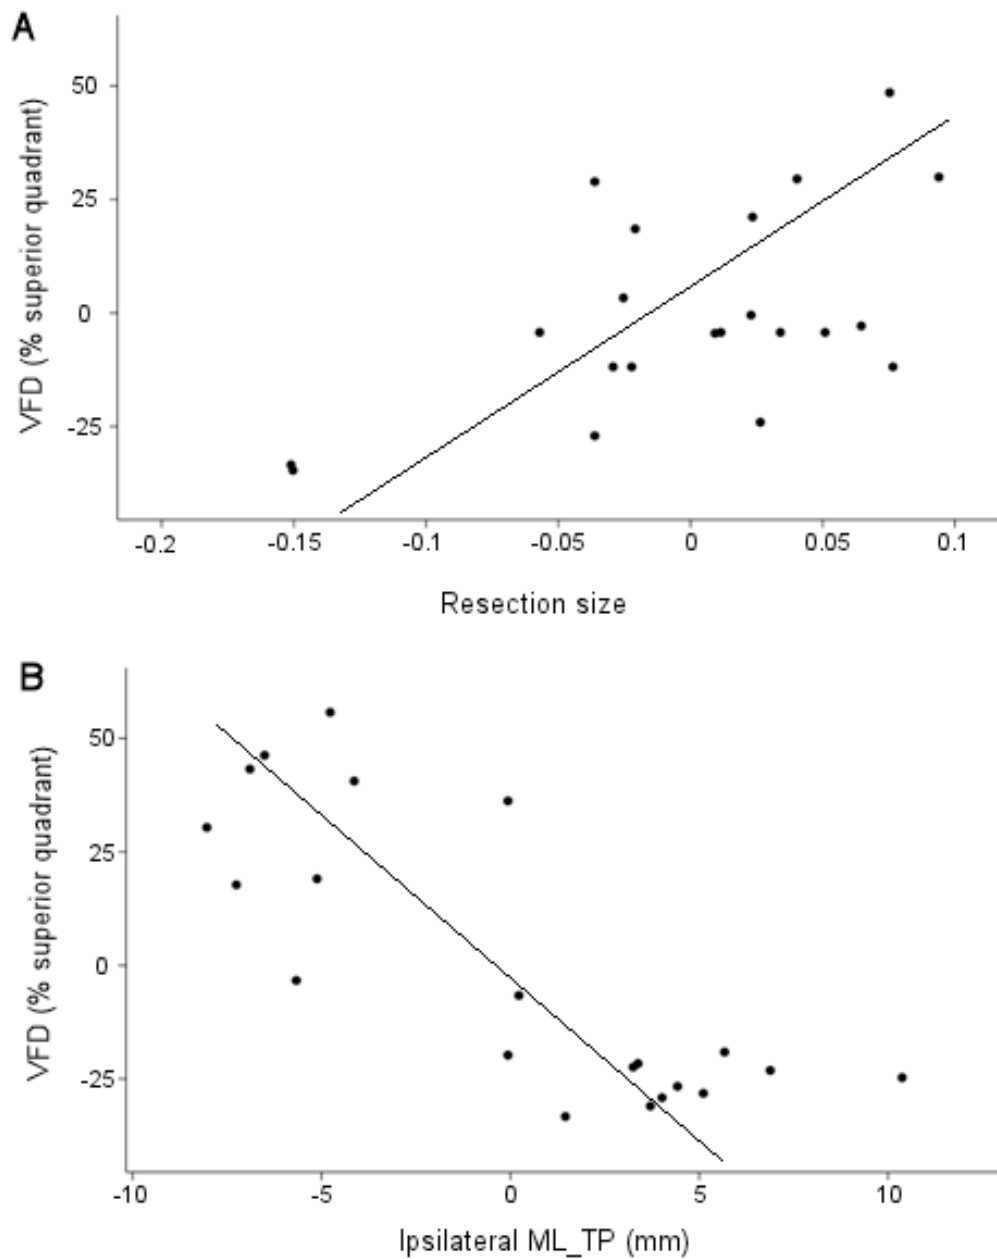 A
VFD (% superior quadrant)
50
25
0
-25
-0.2 -0.15 -0.1 -0.05 0 0.05 0.1
Resection size
B
VFD (% superior quadrant)
50
25
0
-25
-10 -5 0 5 10
Ipsilateral ML_TP (mm)